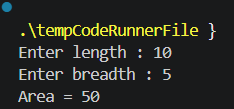 .\tempCodeRunnerFile }
Enter length : 10
Enter breadth : 5
Area = 50